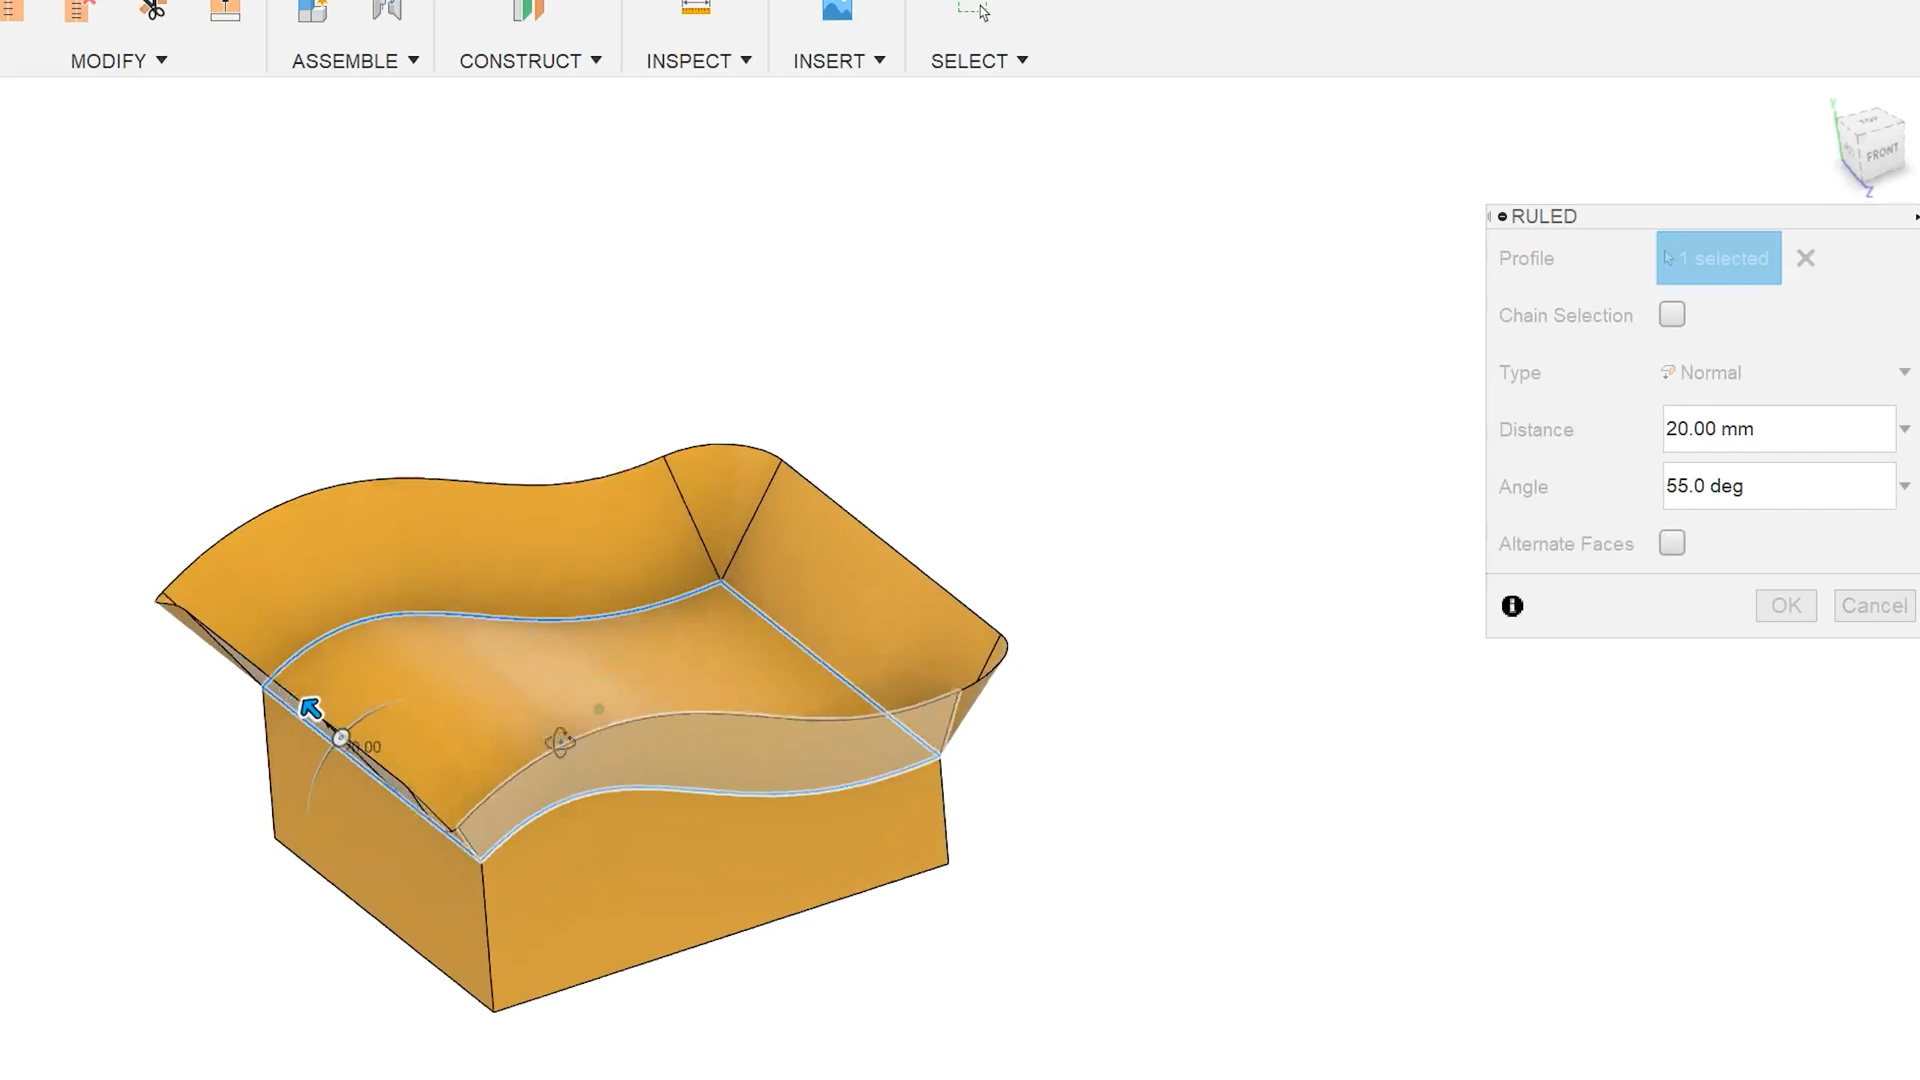 MODIFY
ASSEMBLE
CONSTRUCT
INSPECT
INSERT
SELECT
Y
TOP
FRONT
Z
RULED
Profile
1 selected
Chain Selection
Type
Normal
Distance
20.00 mm
Angle
55.0 deg
Alternate Faces
OK
Cancel